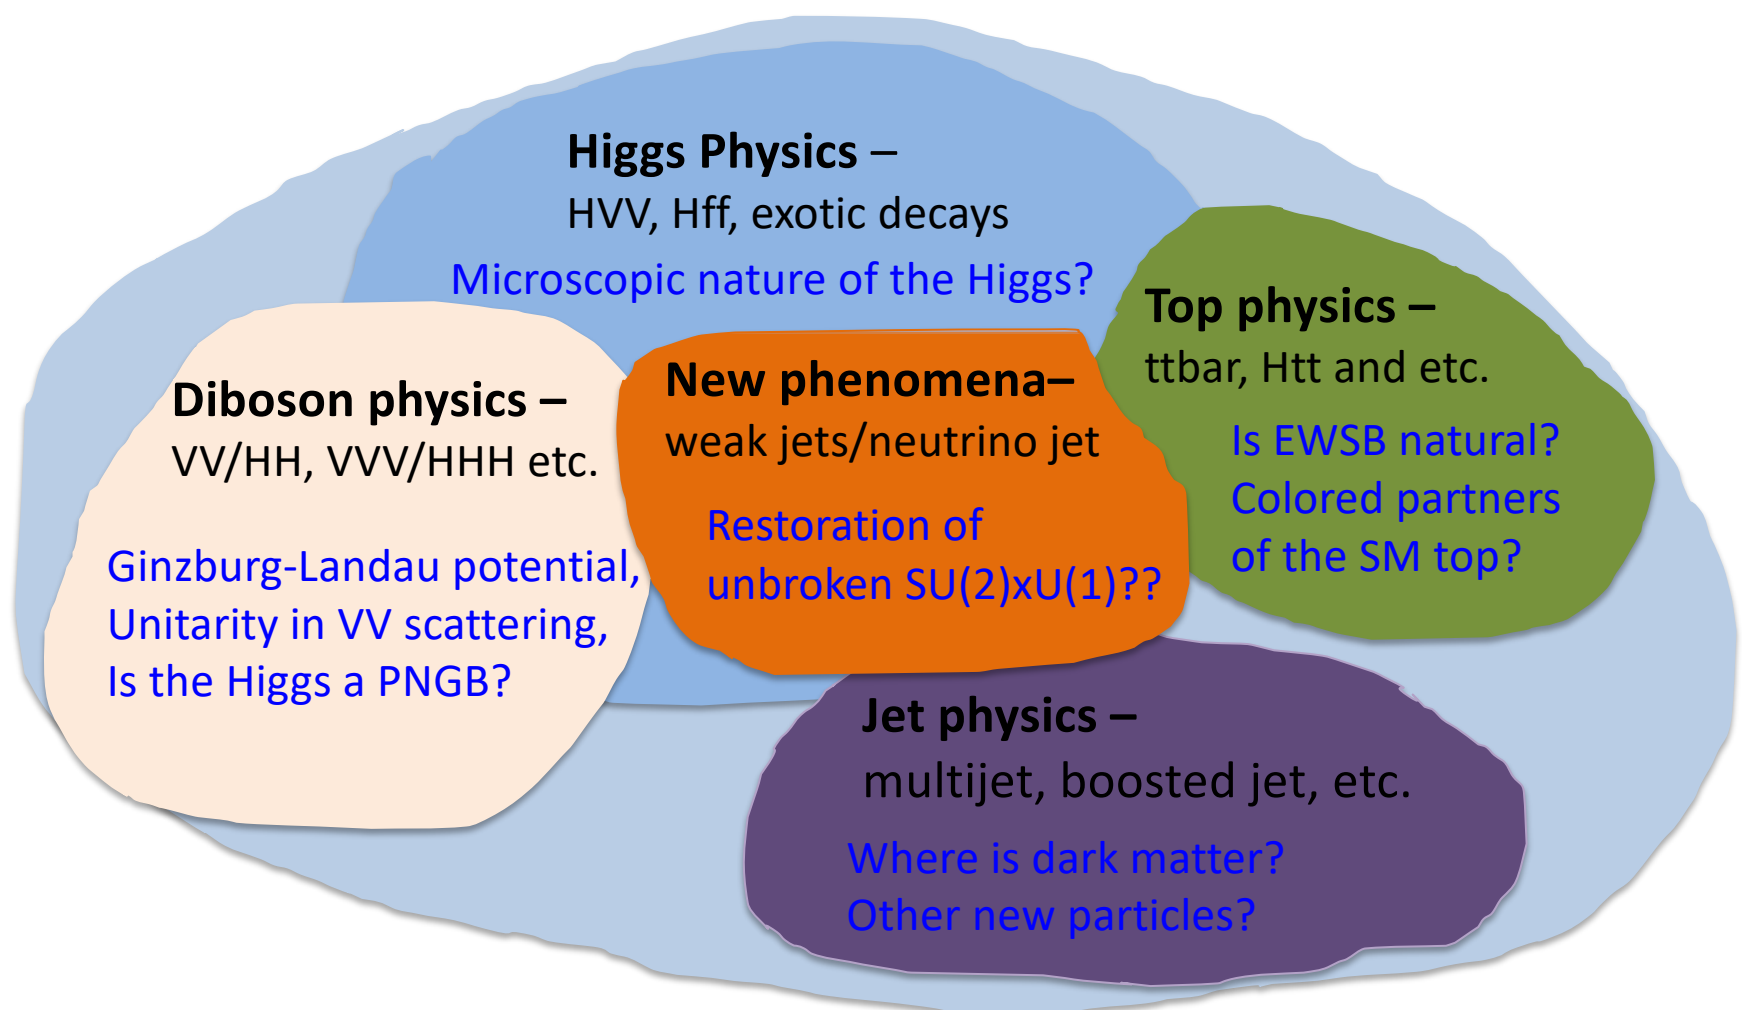 Higgs Physics –
HVV, Hff, exotic decays
Microscopic nature of the Higgs?
Top physics –
ttbar, Htt and etc.
Is EWSB natural?
Colored partners
of the SM top?
Diboson physics –
VV/HH, VVV/HHH etc.
Ginzburg-Landau potential,
Unitarity in VV scattering,
Is the Higgs a PNGB?
New phenomena–
weak jets/neutrino jet
Restoration of
unbroken SU(2)xU(1)??
Jet physics –
multijet, boosted jet, etc.
Where is dark matter?
Other new particles?